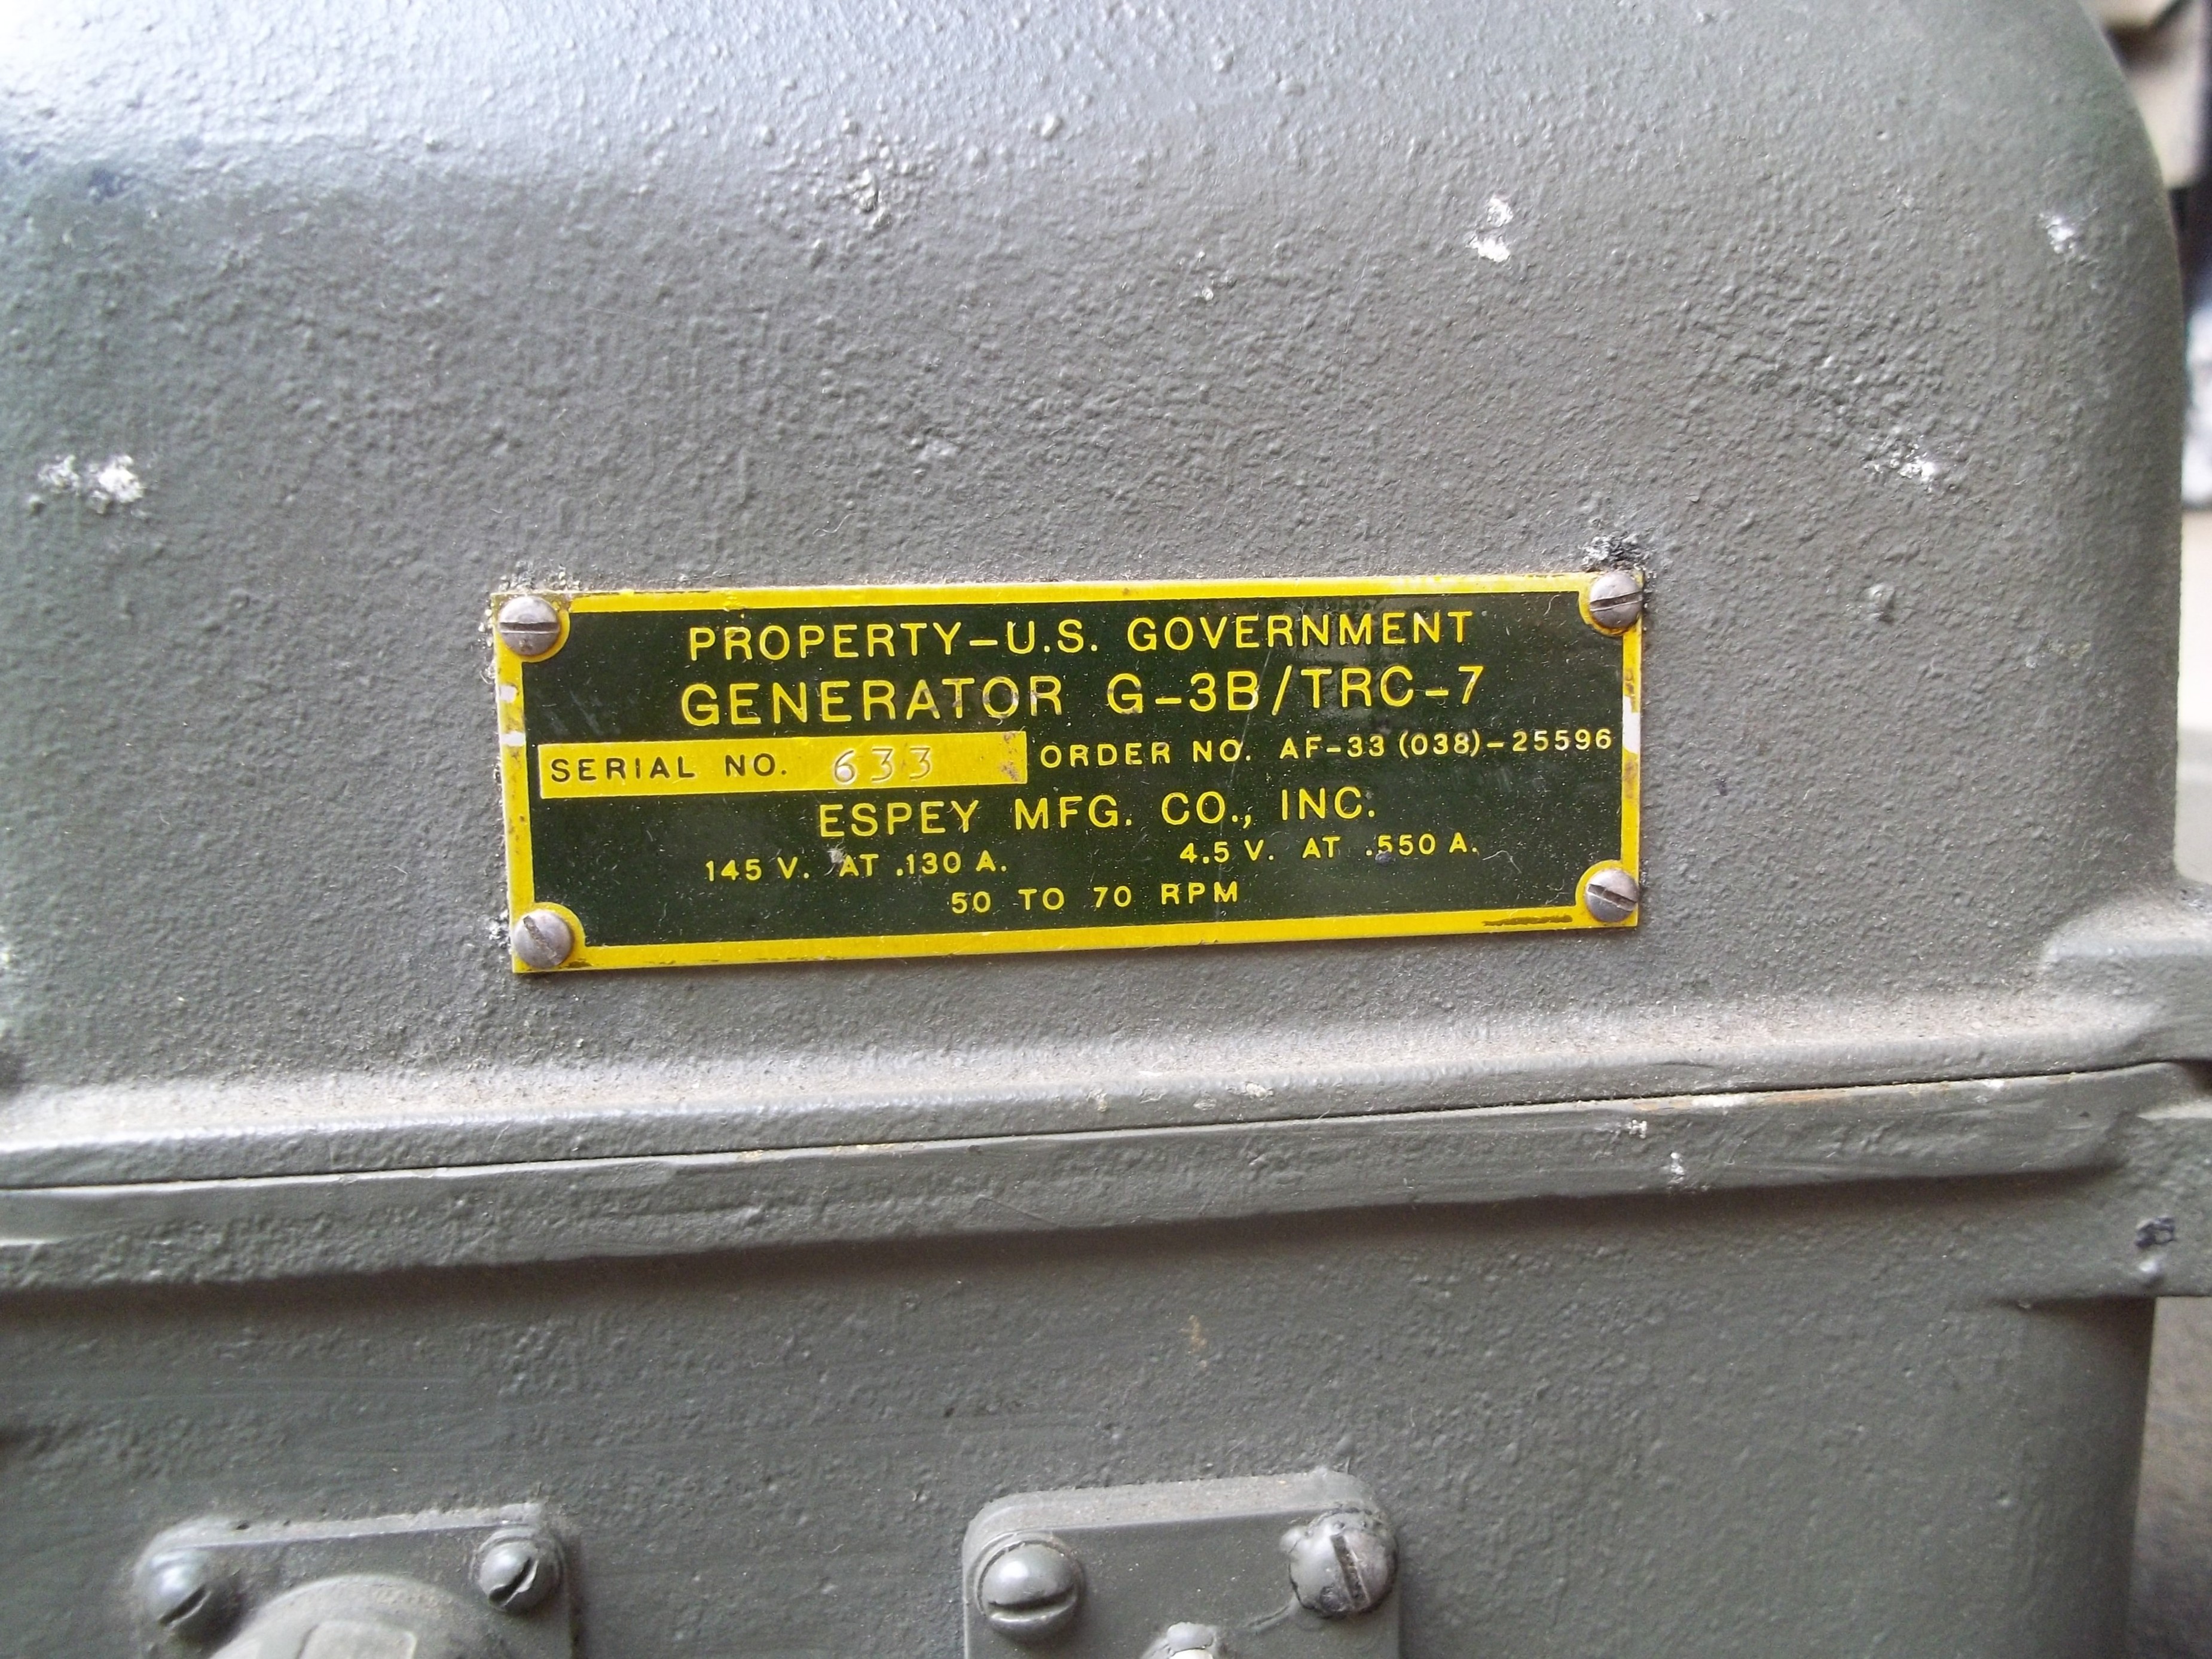 PROPERTY-U.S. GOVERNMENT
GENERATOR G-3B/TRC-7
SERIAL NO. 633 ORDER NO. AF-33 (038)-25596
ESPEY MFG. CO., INC.
145 V. AT .130 A. 4.5 V. AT .550 A.
50 TO 70 RPM